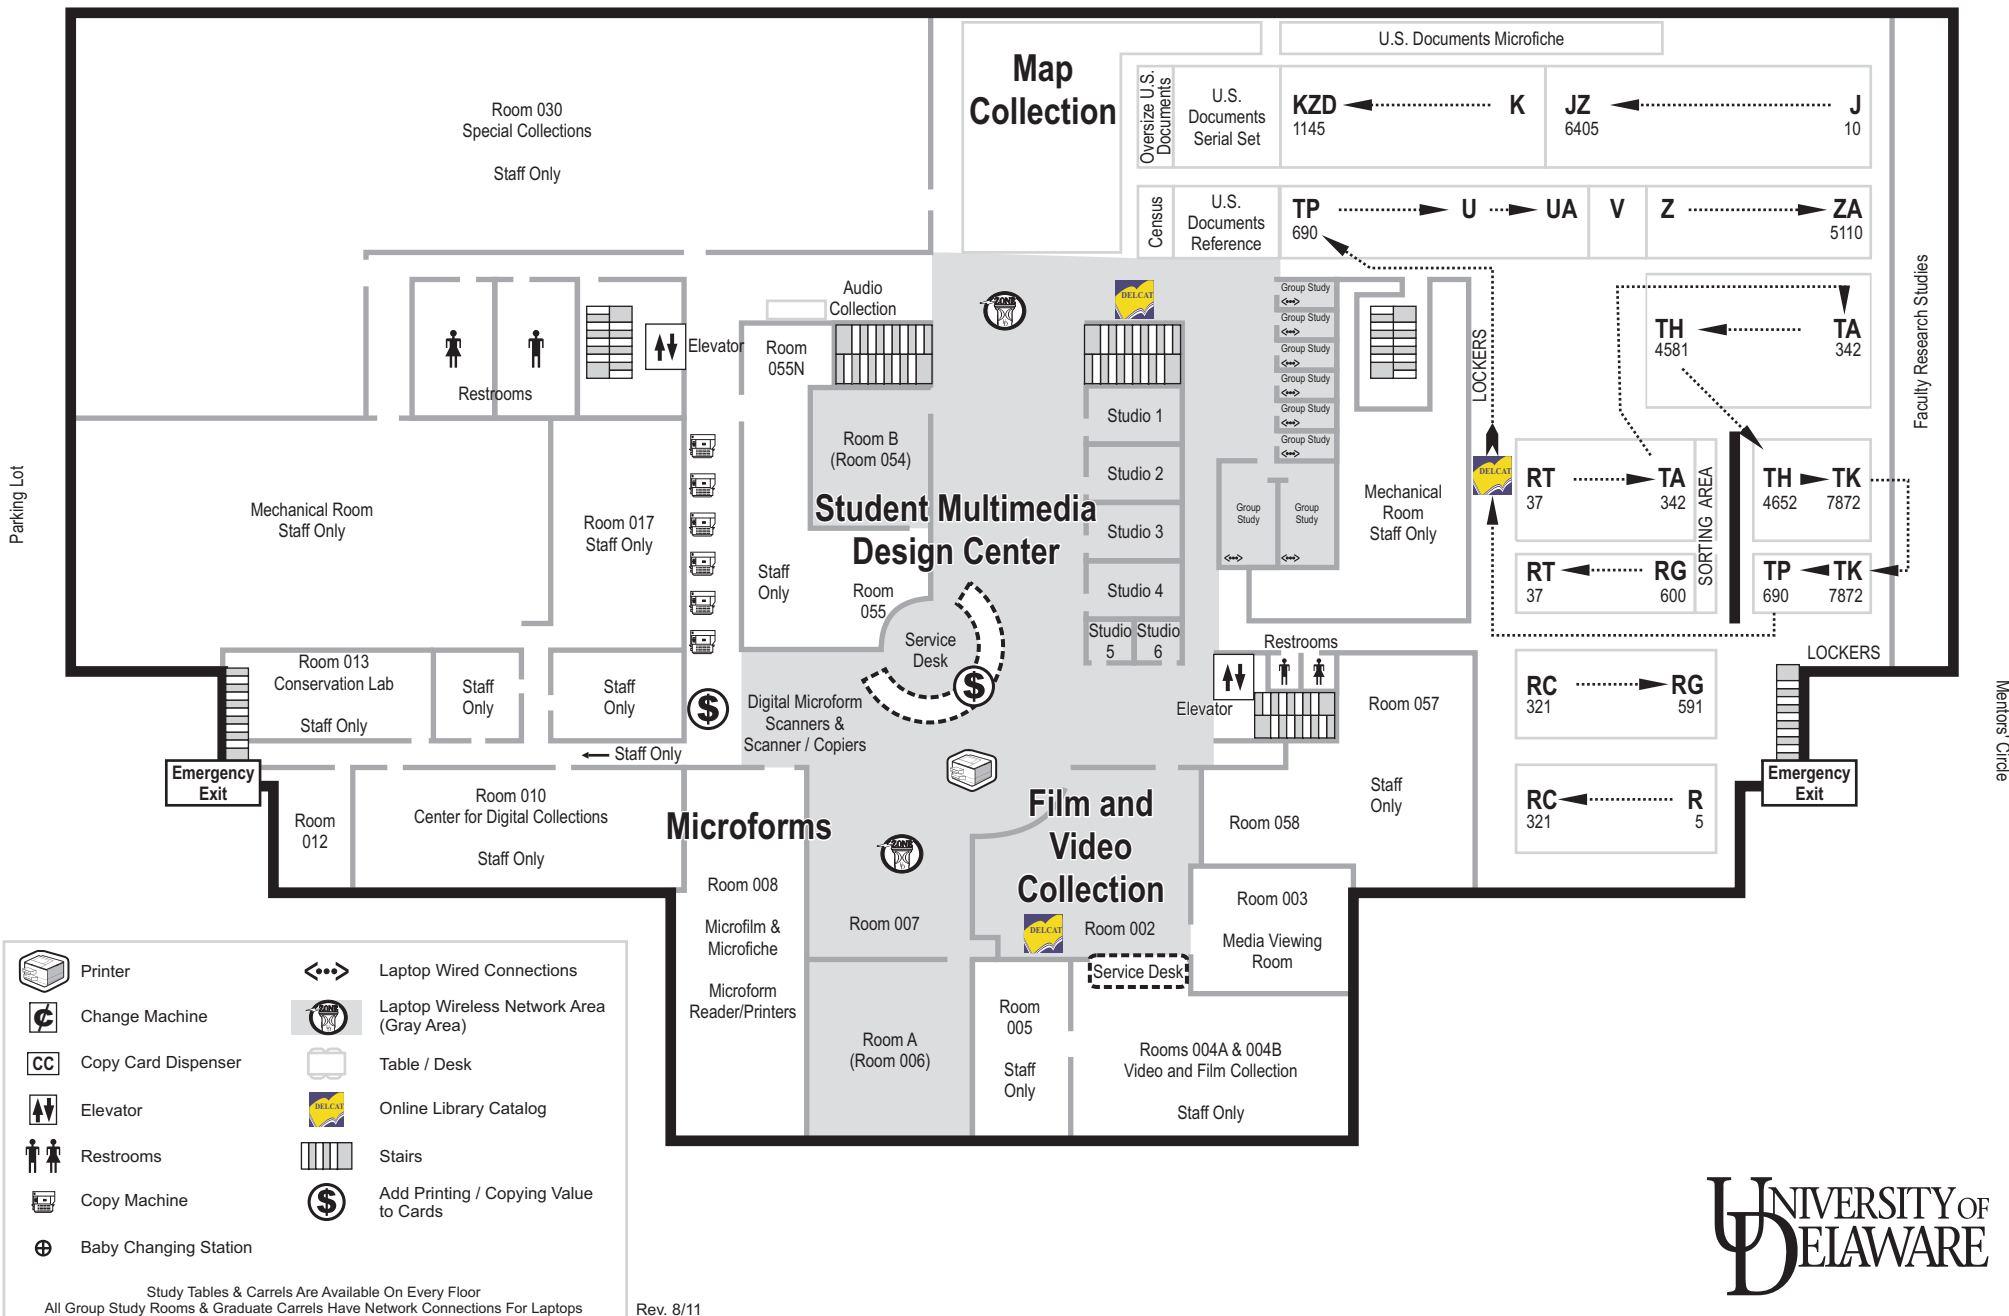 Map
Collection
U.S. Documents Microfiche
Oversize U.S.
Documents
U.S.
Documents
Serial Set
KZD
1145
K
JZ
6405
J
10
Census
U.S.
Documents
Reference
TP
690
U
UA
V
Z
ZA
5110
Room 030
Special Collections
Staff Only
Audio
Collection
ZONE
DELCAT
Group Study
Group Study
Group Study
Group Study
Group Study
Group Study
LOCKERS
TH
4581
TA
342
Faculty Research Studies
Elevator
Restrooms
Room
055N
Studio 1
Studio 2
Studio 3
Studio 4
Studio
5
Studio
6
Room B
(Room 054)
Student Multimedia
Design Center
Parking Lot
Mechanical Room
Staff Only
Room 017
Staff Only
Staff
Only
Room
055
Service
Desk
Group
Study
Group
Study
Mechanical
Room
Staff Only
DELCAT
RT
37
TA
342
SORTING AREA
TH
4652
TK
7872
RT
37
RG
600
TP
690
TK
7872
LOCKERS
Room 013
Conservation Lab
Staff Only
Staff
Only
Staff
Only
$
Digital Microform
Scanners &
Scanner / Copiers
$
Restrooms
Elevator
Room 057
Staff
Only
RC
321
RG
591
Mentors' Circle
Staff Only
Emergency
Exit
Room
012
Room 010
Center for Digital Collections
Staff Only
Microforms
Room 008
Microfilm &
Microfiche
Microform
Reader/Printers
ZONE
Room 007
Film and
Video
Collection
DELCAT
Room 002
Service Desk
Room 058
Room 003
Media Viewing
Room
RC
321
R
5
Emergency
Exit
Room A
(Room 006)
Room
005
Staff
Only
Rooms 004A & 004B
Video and Film Collection
Staff Only
Printer
Laptop Wired Connections
¢
Change Machine
ZONE
Laptop Wireless Network Area
(Gray Area)
CC
Copy Card Dispenser
Table / Desk
Elevator
DELCAT
Online Library Catalog
Restrooms
Stairs
Copy Machine
$
Add Printing / Copying Value
to Cards
Baby Changing Station
Study Tables & Carrels Are Available On Every Floor
All Group Study Rooms & Graduate Carrels Have Network Connections For Laptops
Rev. 8/11
UNIVERSITY OF
DELAWARE